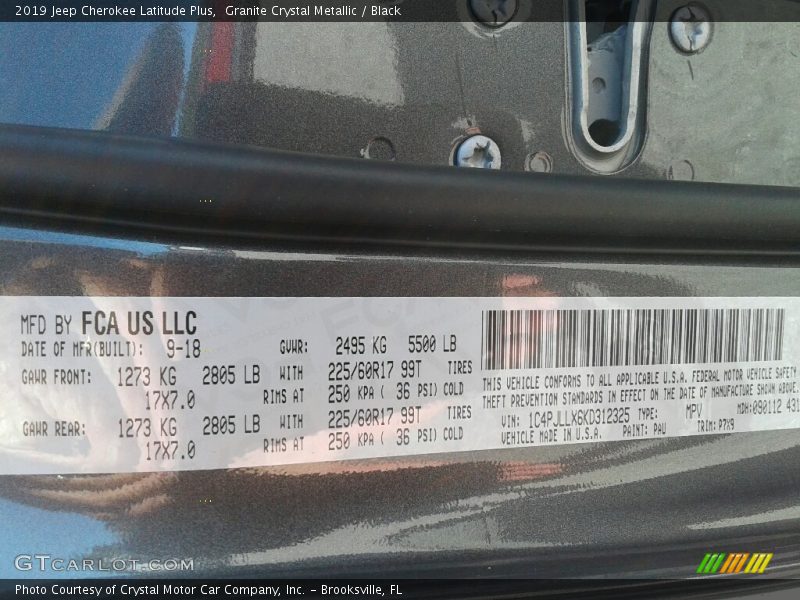 2019 Jeep Cherokee Latitude Plus,  Granite Crystal Metallic / Black
MFD BY FCA US LLC
DATE OF MFR(BUILT): 9-18 GVWR: 2495 KG 5500 LB
GAWR FRONT: 1273 KG 2805 LB WITH 225/60R17 99T TIRES
17X7.0 RIMS AT 250 KPA ( 36 PSI) COLD
GAWR REAR: 1273 KG 2805 LB WITH 225/60R17 99T TIRES
17X7.0 RIMS AT 250 KPA ( 36 PSI) COLD
THIS VEHICLE CONFORMS TO ALL APPLICABLE U.S.A. FEDERAL MOTOR VEHICLE SAFETY
THEFT PREVENTION STANDARDS IN EFFECT ON THE DATE OF MANUFACTURE SHOWN ABOVE.
VIN: 1C4PJLLX6KD312325 TYPE: MPV MDH:090112 431
VEHICLE MADE IN U.S.A. PAINT: PAU TRIM:P7X9
GTCARLOT.COM
Photo Courtesy of Crystal Motor Car Company, Inc. – Brooksville, FL